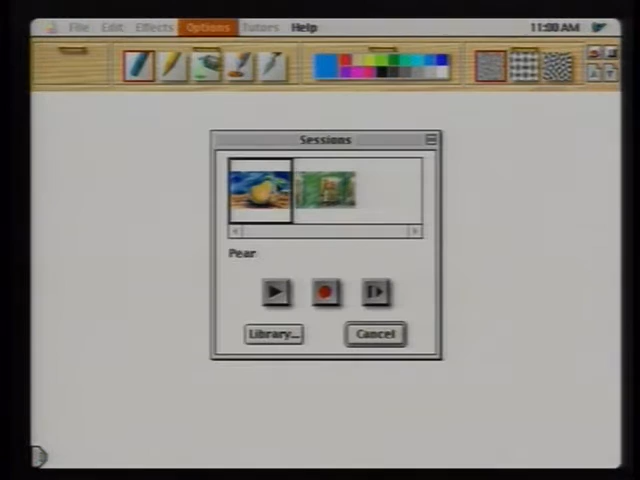 File Edit Effects Options Tutors Help 11:00 AM
Sessions
Pear
Library...
Cancel